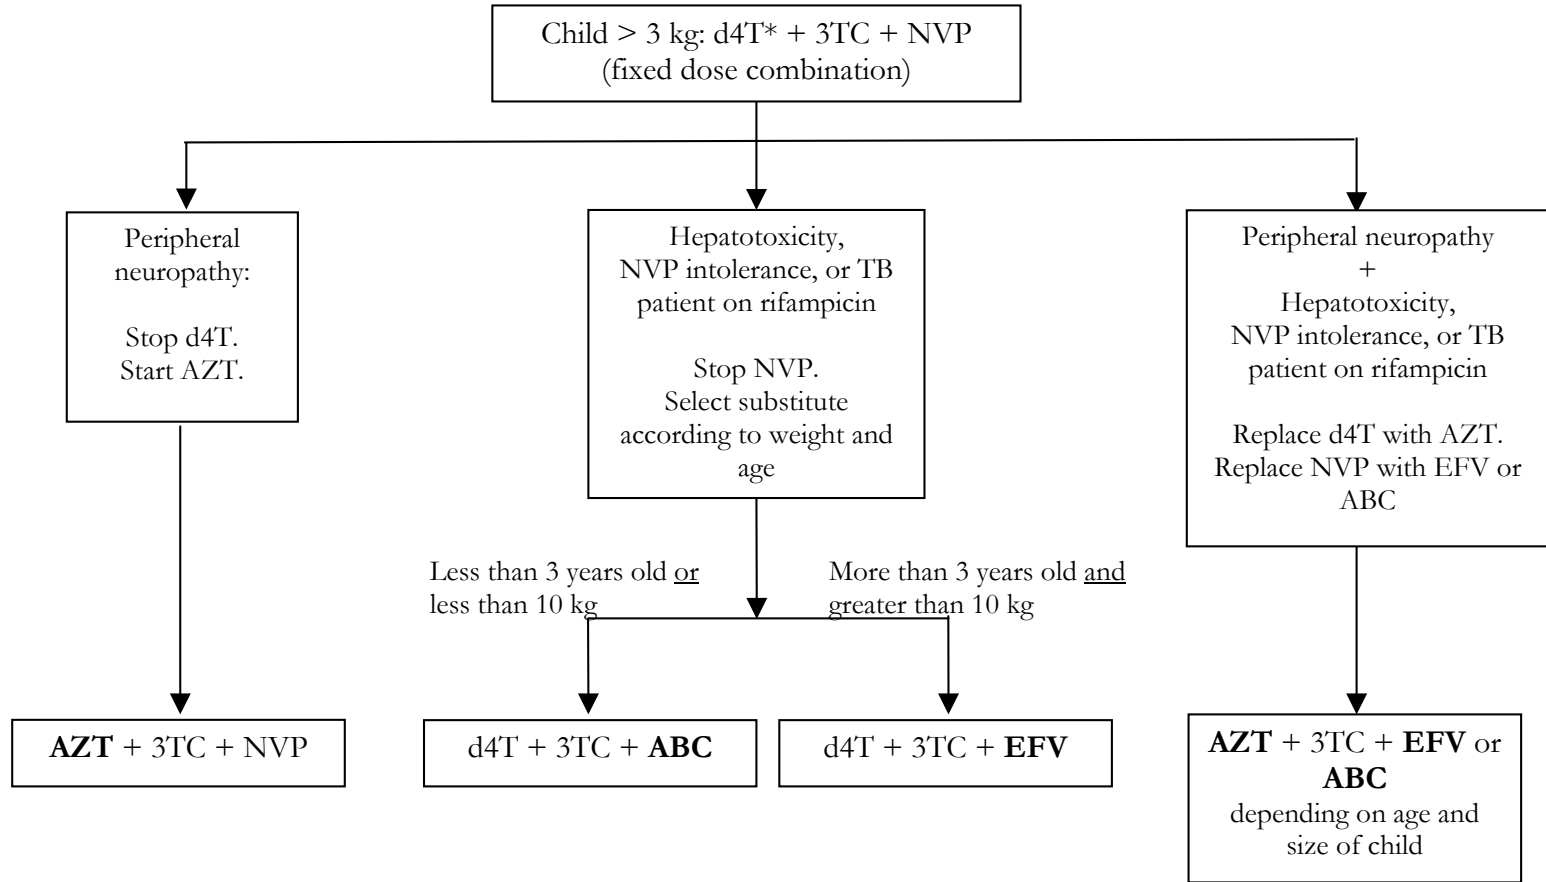 Child > 3 kg: d4T* + 3TC + NVP
(fixed dose combination)
Peripheral
neuropathy:
Stop d4T.
Start AZT.
Hepatotoxicity,
NVP intolerance, or TB
patient on rifampicin
Stop NVP.
Select substitute
according to weight and
age
Peripheral neuropathy
+
Hepatotoxicity,
NVP intolerance, or TB
patient on rifampicin
Replace d4T with AZT.
Replace NVP with EFV or
ABC
Less than 3 years old or
less than 10 kg
More than 3 years old and
greater than 10 kg
AZT + 3TC + NVP
d4T + 3TC + ABC
d4T + 3TC + EFV
AZT + 3TC + EFV or
ABC
depending on age and
size of child